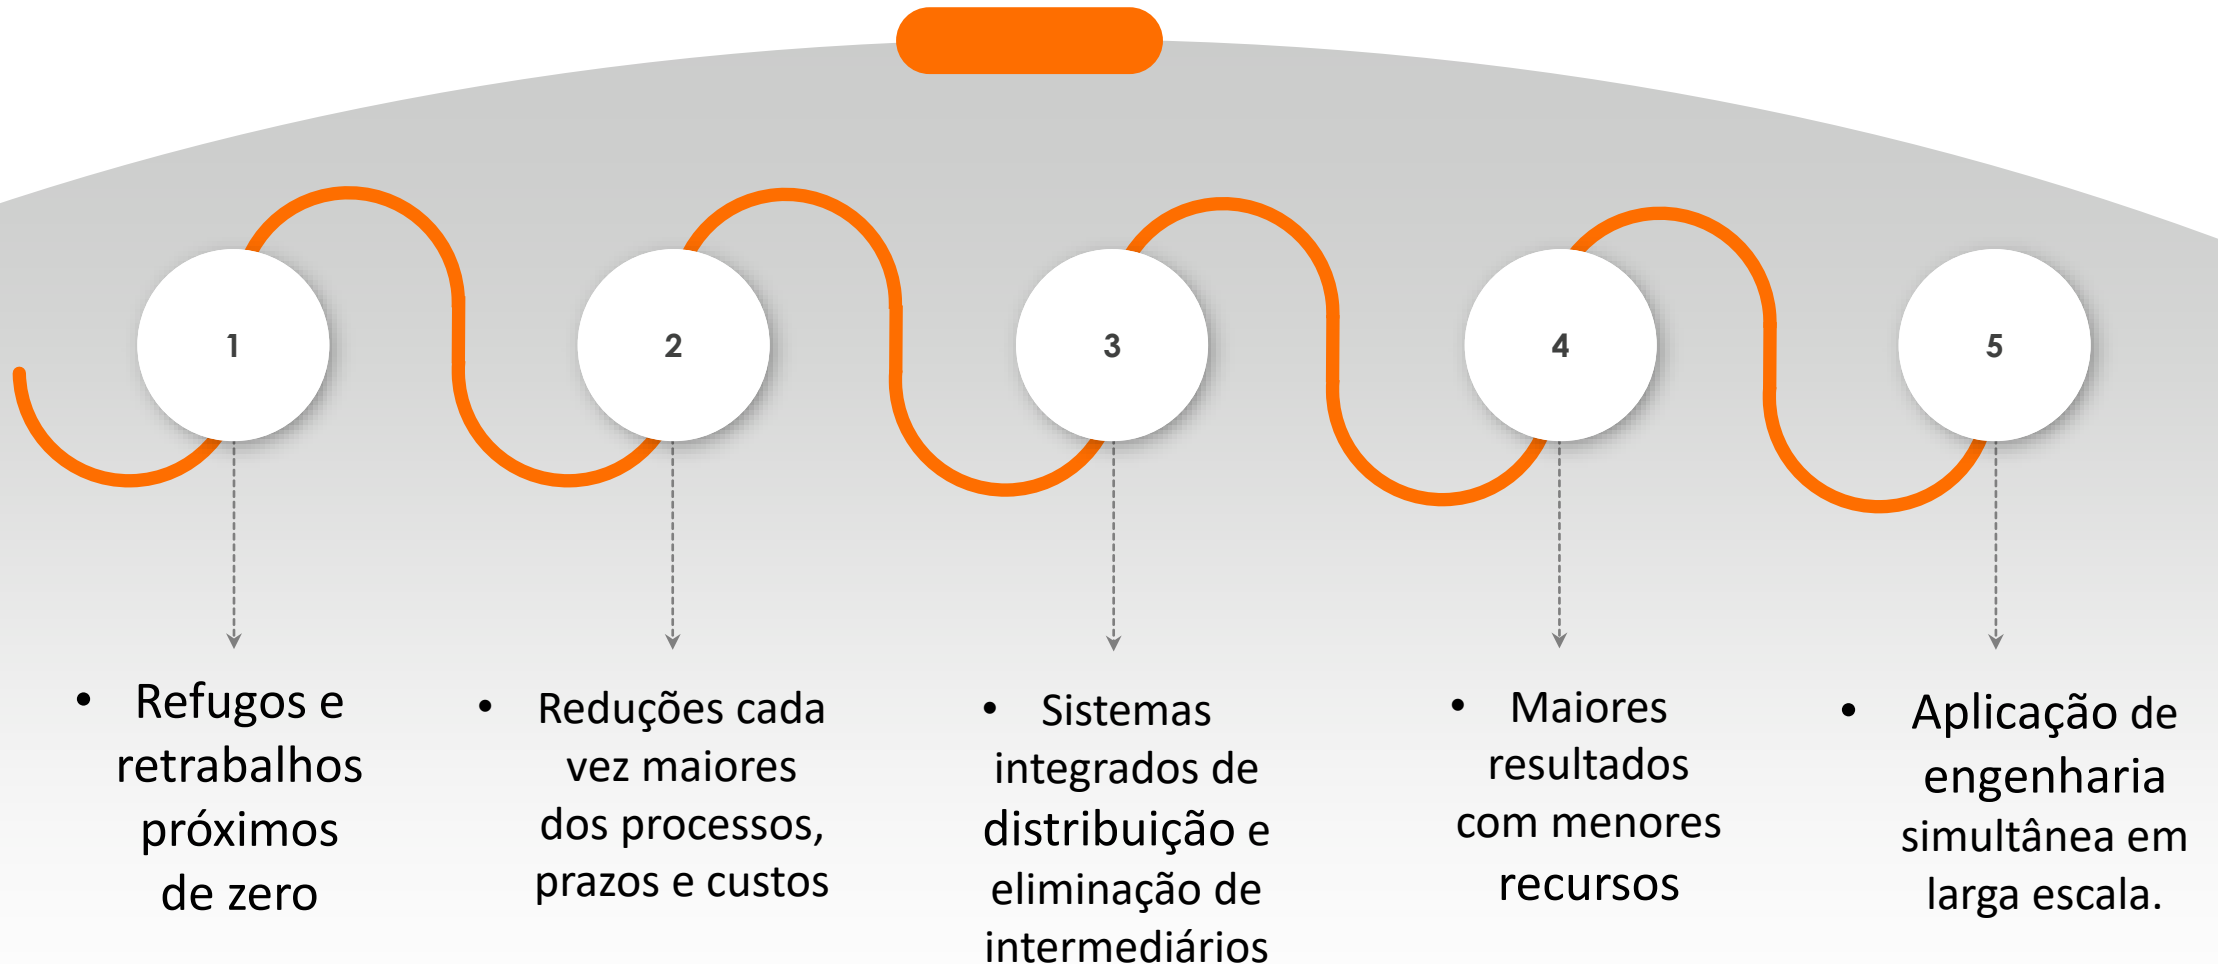 1
2
3
4
5
• Refugos e
retrabalhos
próximos
de zero
• Reduções cada
vez maiores
dos processos,
prazos e custos
• Sistemas
integrados de
distribuição e
eliminação de
intermediários
• Maiores
resultados
com menores
recursos
• Aplicação de
engenharia
simultânea em
larga escala.